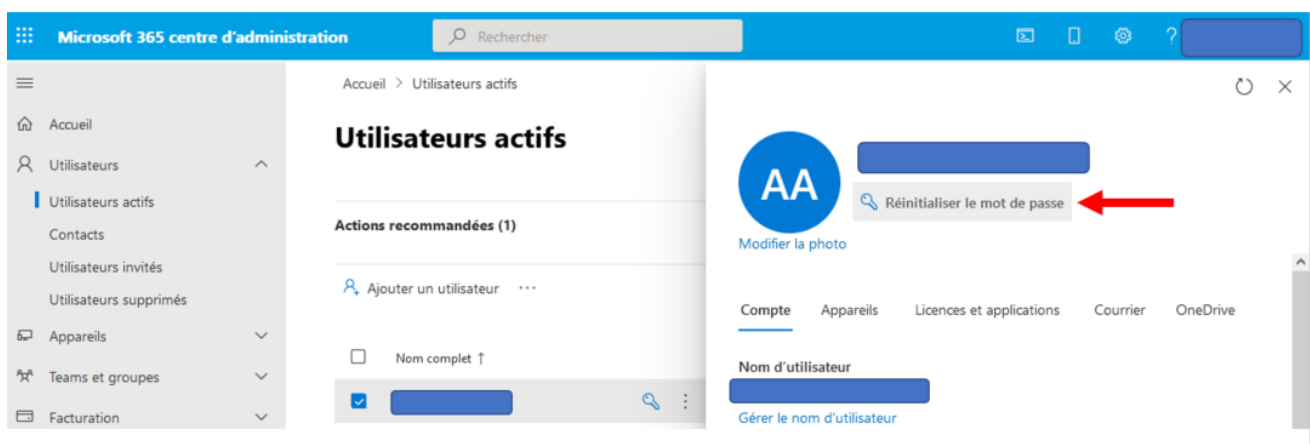 Microsoft 365 centre d'administration
Rechercher
?
Accueil
Utilisateurs
Utilisateurs actifs
Contacts
Utilisateurs invités
Utilisateurs supprimés
Appareils
Teams et groupes
Facturation
Accueil > Utilisateurs actifs
Utilisateurs actifs
Actions recommandées (1)
Ajouter un utilisateur ...
Nom complet ↑
AA
Réinitialiser le mot de passe
Modifier la photo
Compte Appareils Licences et applications Courrier OneDrive
Nom d'utilisateur
Gérer le nom d'utilisateur